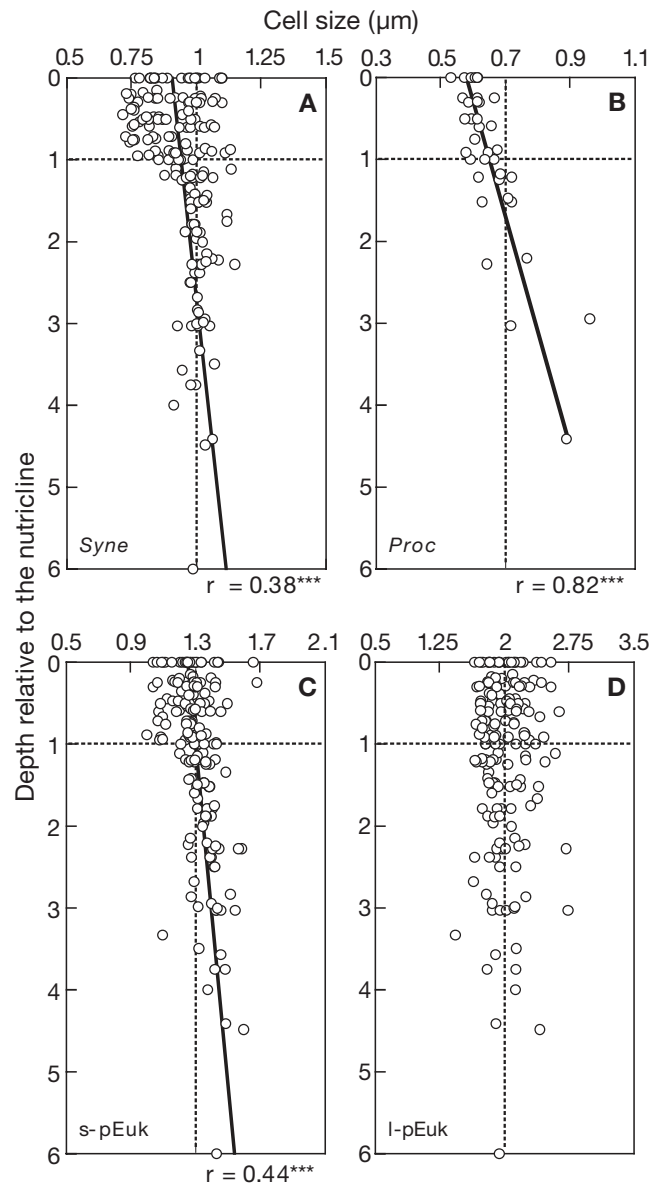 Cell size (μm)
0.5 0.75 1 1.25 1.5 0.3 0.5 0.7 0.9 1.1
0 A 0 B
1 1
2 2
3 3
4 4
5 5
Syne Proc
6 6
r = 0.38*** r = 0.82***
Depth relative to the nutricline
0.5 0.9 1.3 1.7 2.1 0.5 1.25 2 2.75 3.5
0 C 0 D
1 1
2 2
3 3
4 4
5 5
s-pEuk l-pEuk
6 6
r = 0.44***